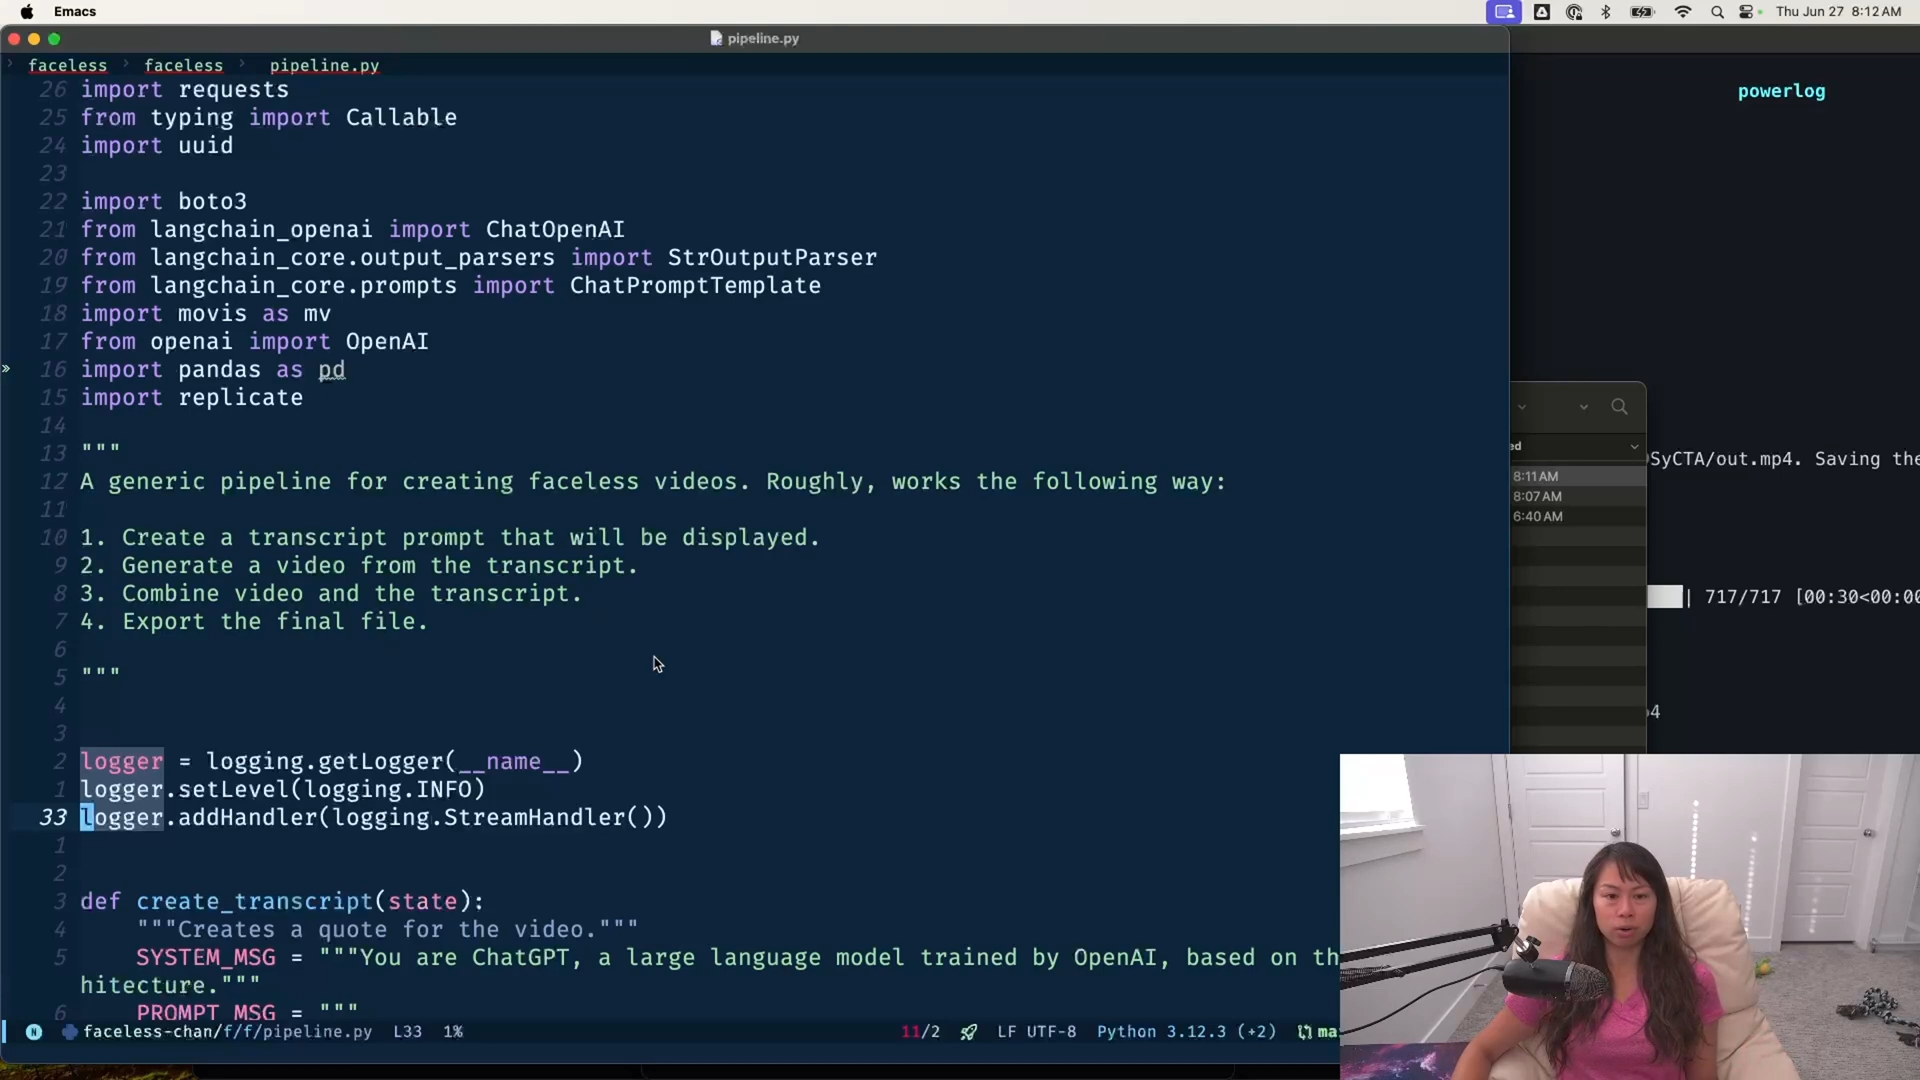 Emacs
Thu Jun 27 8:12 AM
pipeline.py
faceless > faceless > pipeline.py
26 import requests
25 from typing import Callable
24 import uuid
23
22 import boto3
21 from langchain_openai import ChatOpenAI
20 from langchain_core.output_parsers import StrOutputParser
19 from langchain_core.prompts import ChatPromptTemplate
18 import movis as mv
17 from openai import OpenAI
» 16 import pandas as pd
15 import replicate
14
13 """
12 A generic pipeline for creating faceless videos. Roughly, works the following way:
11
10 1. Create a transcript prompt that will be displayed.
9 2. Generate a video from the transcript.
8 3. Combine video and the transcript.
7 4. Export the final file.
6
5 """
4
3
2 logger = logging.getLogger(__name__)
1 logger.setLevel(logging.INFO)
33 logger.addHandler(logging.StreamHandler())
1
2
3 def create_transcript(state):
4 """Creates a quote for the video."""
5 SYSTEM_MSG = """You are ChatGPT, a large language model trained by OpenAI, based on th
hitecture."""
6 PROMPT_MSG = """
N faceless-chan/f/f/pipeline.py L33 1% 11/2 LF UTF-8 Python 3.12.3 (+2) ma
powerlog
ed
SyCTA/out.mp4. Saving the
8:11 AM
8:07 AM
6:40 AM
| 717/717 [00:30<00:00
4